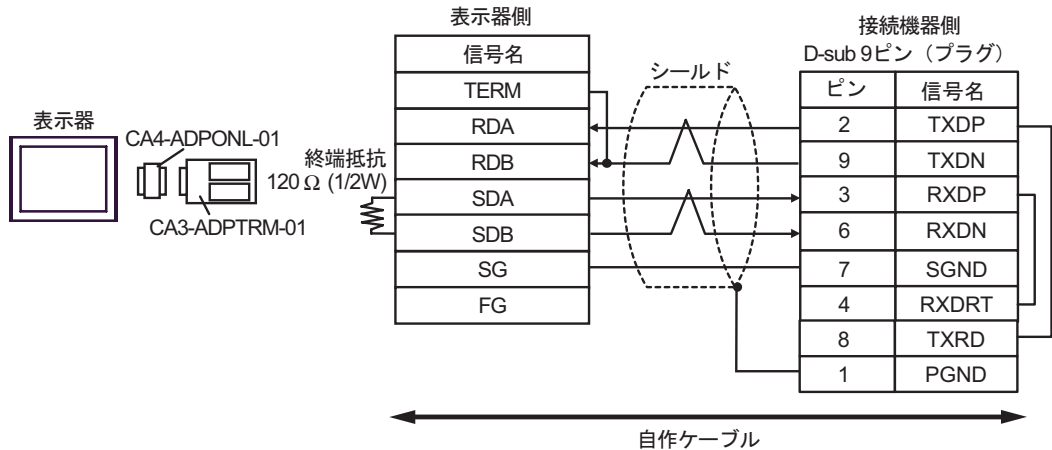 表示器
CA4-ADPONL-01
CA3-ADPTRM-01
終端抵抗
120 Ω (1/2W)
表示器側
信号名
TERM
RDA
RDB
SDA
SDB
SG
FG
シールド
接続機器側
D-sub 9ピン（プラグ）
ピン 信号名
2 TXDP
9 TXDN
3 RXDP
6 RXDN
7 SGND
4 RXDRT
8 TXRD
1 PGND
自作ケーブル